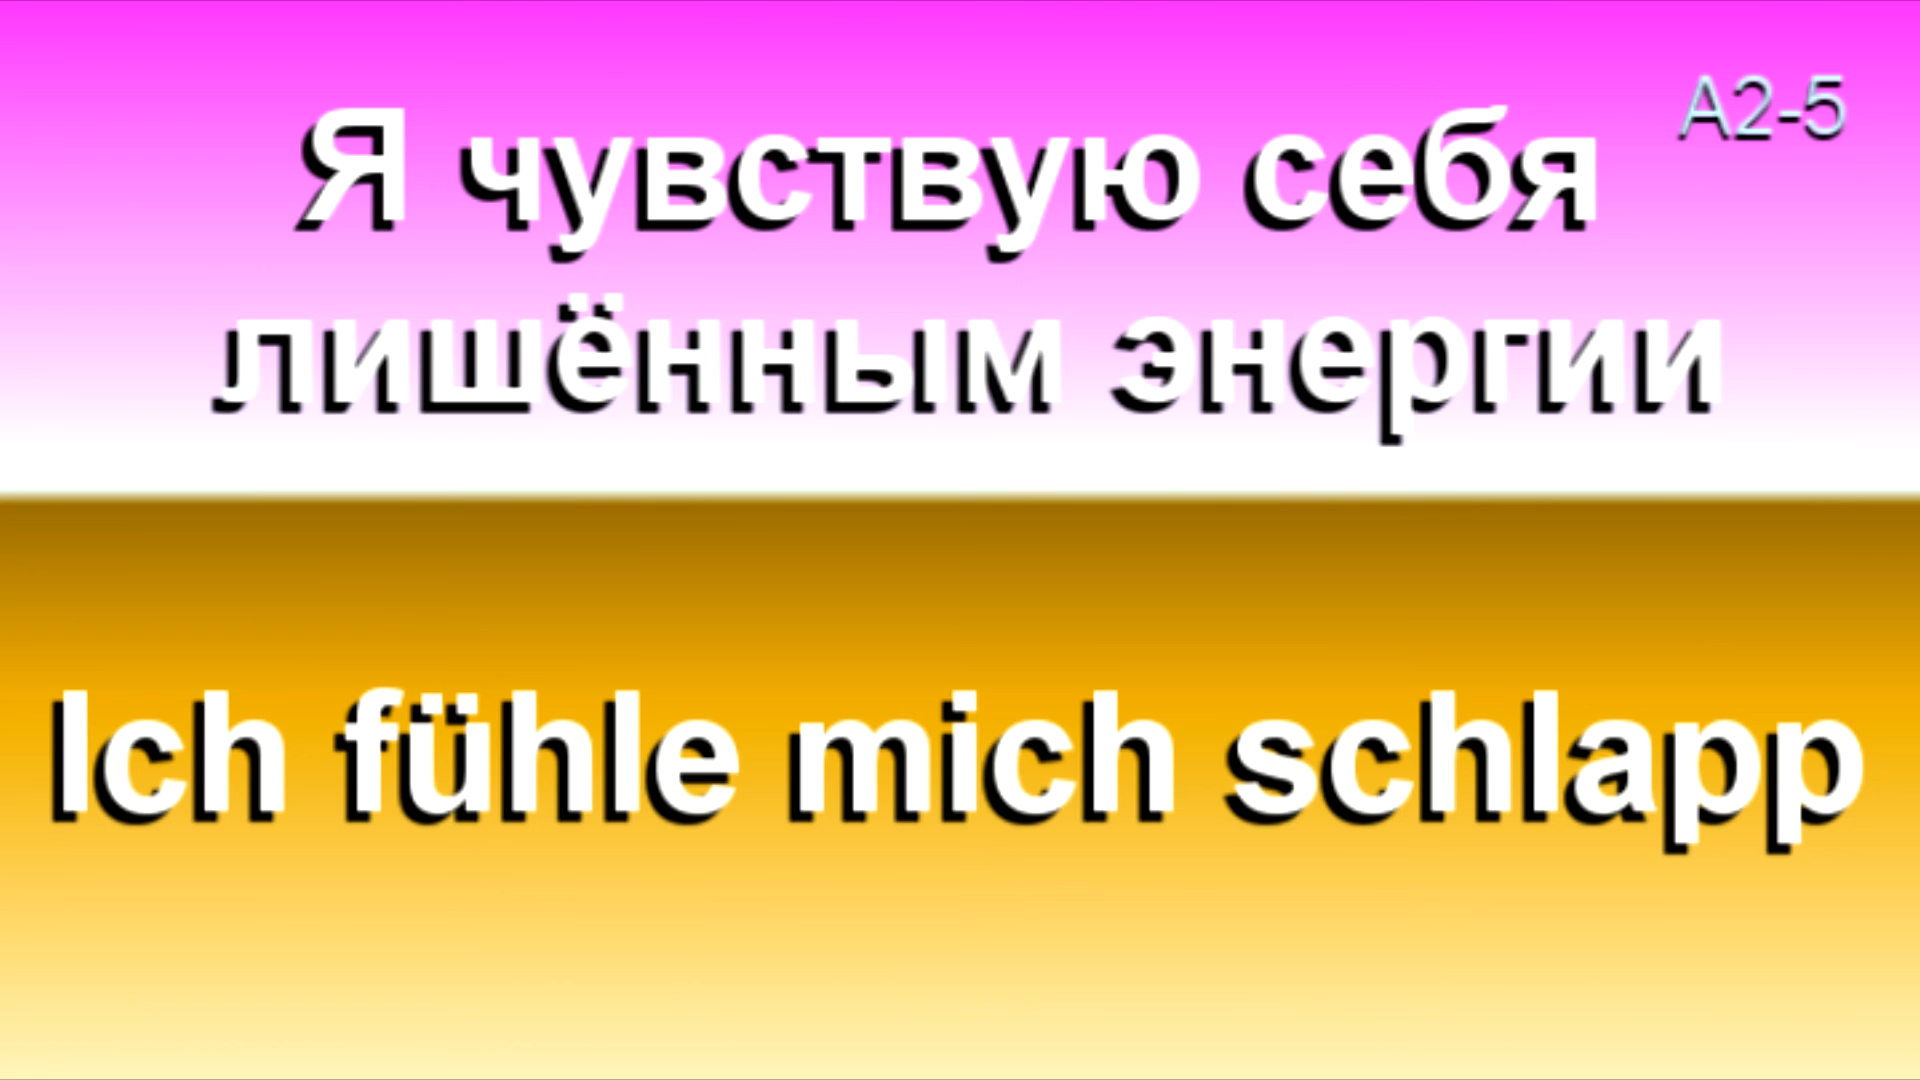 A2-5
Я чувствую себя
лишённым энергии
Ich fühle mich schlapp